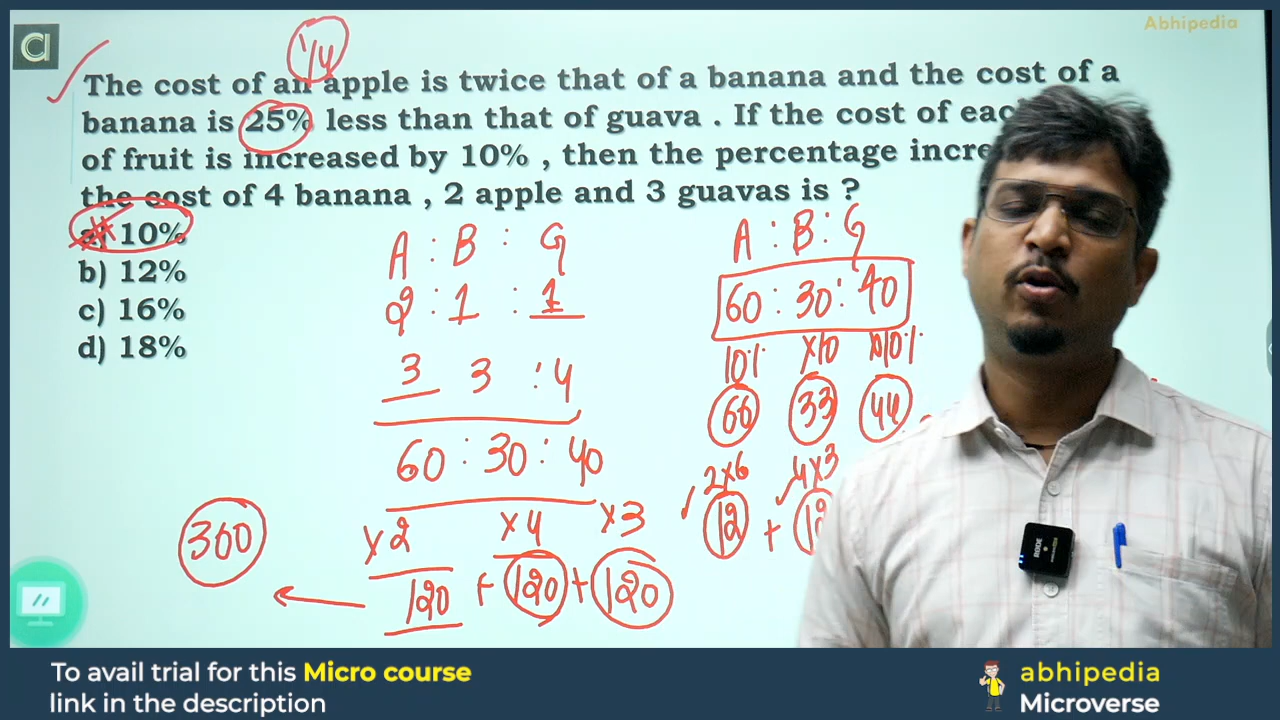 Abhipedia
a
1/4
The cost of an apple is twice that of a banana and the cost of a
banana is 25% less than that of guava . If the cost of eac
of fruit is increased by 10% , then the percentage incre
the cost of 4 banana , 2 apple and 3 guavas is ?
a) 10%
b) 12%
c) 16%
d) 18%
A : B : G
2 : 1 : 1
3 3 : 4
60 : 30 : 40
×2 ×4 ×3
120 + 120 + 120
360
A : B : G
60 : 30 : 40
10% ×10 ×10%
66 33 44
2×6 4×3
12 + 12
RODE
To avail trial for this Micro course
link in the description
abhipedia
Microverse